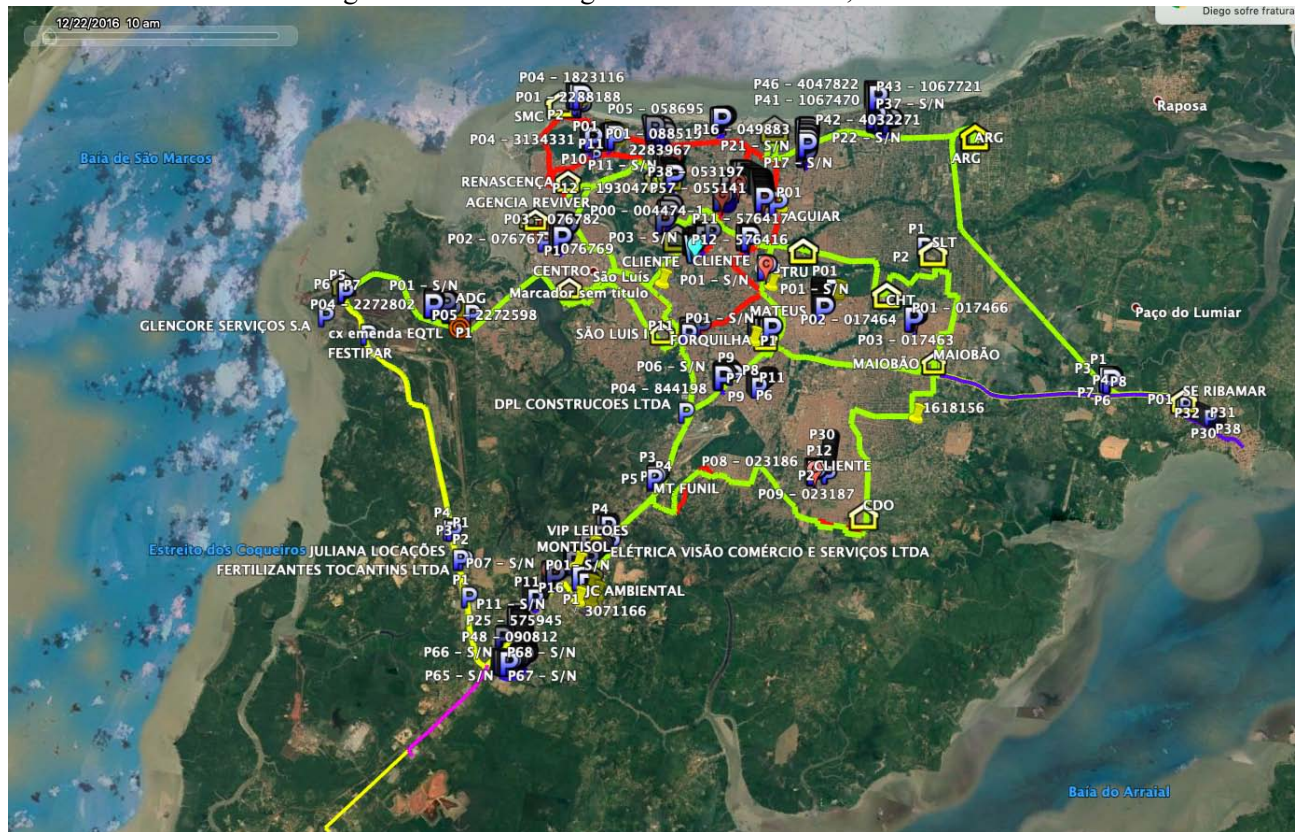 12/22/2016 10 am
Diego sofre fratura
P04 - 1823116
P46 - 4047822
P43 - 1067721
P01 - 2288188
P05 - 058695
P41 - 1067470
P37 - S/N
Raposa
SMC
P2
P16 - 049883
P42 - 4032271
P04 - 3134331
P01
P11
P01 - 08851
P21 - S/N
P22 - S/N
ARG
ARG
Baía de São Marcos
P10
2283967
P11 - S/N
P17 - S/N
RENASCENÇA
P38 - 053197
P12 - 193047
P57 - 055141
P01
AGENCIA REVIVER
P00 - 004474-1
P11 - 576417
AGUIAR
P03 - 076782
P02 - 076767
P1
076769
P03 - S/N
P12 - 576416
P1
SLT
P2
CLIENTE
CLIENTE
TRU
P01
CENTRO
São Luís
P01 - S/N
P01 - S/N
P5
P6
P7
Marcador sem título
CHT
P01 - 017466
P01 - S/N
ADG
P04 - 2272802
P05
2272598
MATEUS
P02 - 017464
Paço do Lumiar
GLENCORE SERVIÇOS S.A
cx emenda EQTL
P1
P11
P01 - S/N
SÃO LUIS I
FORQUILHA
P1
P03 - 017463
FESTIPAR
MAIOBÃO
MAIOBÃO
P06 - S/N
P9
P8
P7
P11
P1
P3
P4
P8
P04 - 844198
P9
P6
P7
P6
P01
SE RIBAMAR
DPL CONSTRUCOES LTDA
1618156
P32
P31
P30
P38
P30
P12
P3
P4
P08 - 023186
CLIENTE
P5
P2
MT FUNIL
P09 - 023187
CDO
P4
P4
P1
P3
P2
VIP LEILOES
MONTISOL
Estreito dos Coqueiros
JULIANA LOCAÇÕES
ELÉTRICA VISÃO COMÉRCIO E SERVIÇOS LTDA
FERTILIZANTES TOCANTINS LTDA
P07 - S/N
P01 - S/N
P1
P11
P16
JC AMBIENTAL
P1
P11 - S/N
3071166
P25 - 575945
P48 - 090812
P66 - S/N
P68 - S/N
P65 - S/N
P67 - S/N
Baía do Arraial